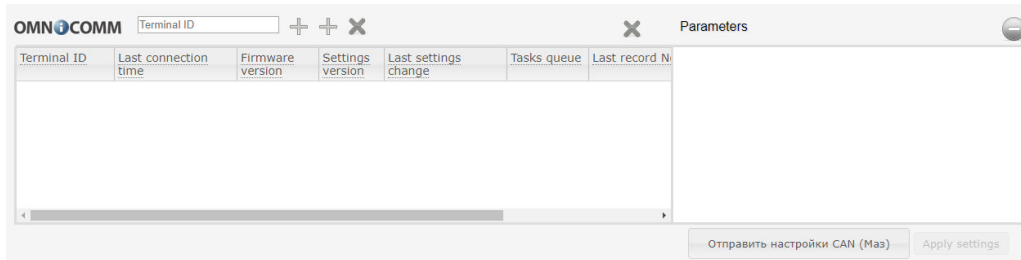 OMNiCOMM
Terminal ID
Parameters
Terminal ID
Last connection
time
Firmware
version
Settings
version
Last settings
change
Tasks queue
Last record N
Отправить настройки CAN (Маз)
Apply settings